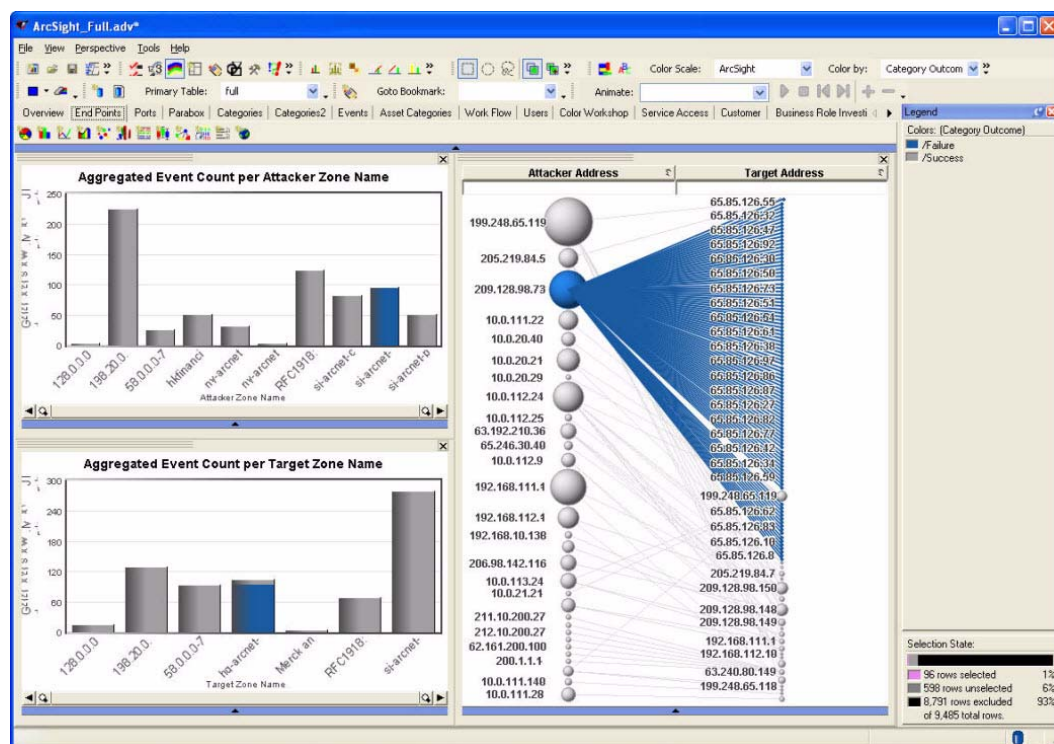 ArcSight_Full.adv*
File View Perspective Tools Help
Color Scale: ArcSight Color by: Category Outcom
Primary Table: full Goto Bookmark: Animate:
Overview End Points Ports Parabox Categories Categories2 Events Asset Categories Work Flow Users Color Workshop Service Access Customer Business Role Investi
Legend
Colors: (Category Outcome)
/Failure
/Success
Aggregated Event Count per Attacker Zone Name
250
200
150
100
50
0
128.0.0.0
198.20.0.
58.0.0.0-7
hkfinanci
nv-arcnet
nv-arcnet
RFC1918:
si-arcnet-c
si-arcnet-
si-arcnet-p
Attacker Zone Name
Aggregated Event Count per Target Zone Name
300
240
180
120
60
0
128.0.0.0
198.20.0.
58.0.0.0-7
hq-arcnet-
Merck an
RFC1918:
si-arcnet-
Target Zone Name
Attacker Address
199.248.65.119
205.219.84.5
209.128.98.73
10.0.111.22
10.0.20.40
10.0.20.21
10.0.20.29
10.0.112.24
10.0.112.25
63.192.210.36
65.246.30.40
10.0.112.9
192.168.111.1
192.168.112.1
192.168.10.138
206.98.142.116
10.0.113.24
10.0.21.21
211.10.200.27
212.10.200.27
62.161.200.100
200.1.1.1
10.0.111.140
10.0.111.28
Target Address
65.85.126.55
65.85.126.32
65.85.126.47
65.85.126.92
65.85.126.30
65.85.126.50
65.85.126.73
65.85.126.51
65.85.126.54
65.85.126.61
65.85.126.38
65.85.126.97
65.85.126.86
65.85.126.87
65.85.126.27
65.85.126.82
65.85.126.77
65.85.126.42
65.85.126.34
65.85.126.59
199.248.65.119
65.85.126.62
65.85.126.83
65.85.126.10
65.85.126.8
205.219.84.7
209.128.98.150
209.128.98.148
209.128.98.149
192.168.111.1
192.168.112.10
63.240.80.149
199.248.65.118
Selection State:
96 rows selected 1%
598 rows unselected 6%
8,791 rows excluded 93%
of 9,485 total rows.